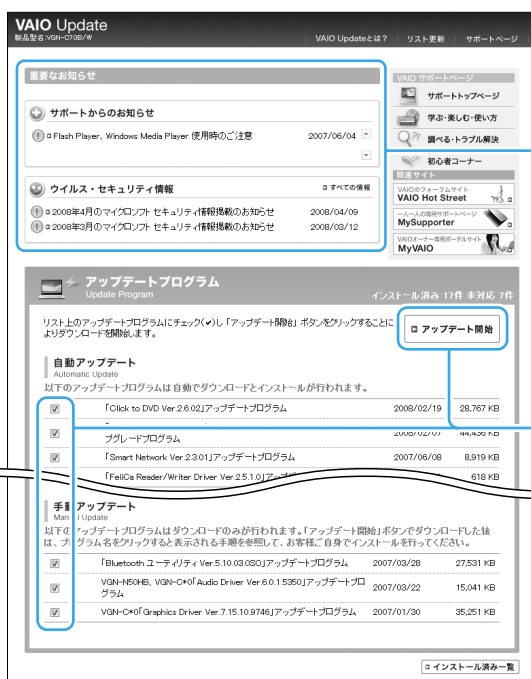 VAIO Update
製品型名:VGN-C70B/W
VAIO Updateとは？ リスト更新 サポートページ
重要なお知らせ
サポートからのお知らせ
Flash Player、Windows Media Player 使用時のご注意 2007/06/04
ウイルス・セキュリティ情報 すべての情報
2008年4月のマイクロソフト セキュリティ情報掲載のお知らせ 2008/04/09
2008年3月のマイクロソフト セキュリティ情報掲載のお知らせ 2008/03/12
VAIO サポートページ
サポートトップページ
学ぶ・楽しむ・使い方
調べる・トラブル解決
初心者コーナー
関連サイト
VAIOのフォーラムサイト
VAIO Hot Street
一人一人の専用サポートページ
MySupporter
VAIOオーナー専用ポータルサイト
MyVAIO
アップデートプログラム
Update Program
インストール済み 17件 未対応 7件
リスト上のアップデートプログラムにチェック(✔)し「アップデート開始」ボタンをクリックすることに
よりダウンロードを開始します。
アップデート開始
自動アップデート
Automatic Update
以下のアップデートプログラムは自動でダウンロードとインストールが行われます。
「Click to DVD Ver.2.6.02」アップデートプログラム 2008/02/19 28,767 KB
プグレードプログラム 2008/02/07 44,436 KB
「Smart Network Ver.2.3.01」アップデートプログラム 2007/06/08 8,919 KB
「FeliCa Reader/Writer Driver Ver.2.5.1.0」アップデ 618 KB
手動アップデート
Manual Update
以下のアップデートプログラムはダウンロードのみが行われます。「アップデート開始」ボタンでダウンロードした後
は、プログラム名をクリックすると表示される手順を参照して、お客様ご自身でインストールを行ってください。
「Bluetooth ユーティリティ Ver.5.10.03.0SO」アップデートプログラム 2007/03/28 27,531 KB
VGN-N50HB、VGN-C*0「Audio Driver Ver.6.0.1.5350」アップデートプロ
グラム 2007/03/22 15,041 KB
VGN-C*0「Graphics Driver Ver.7.15.10.9746」アップデートプログラム 2007/01/30 35,251 KB
インストール済み一覧